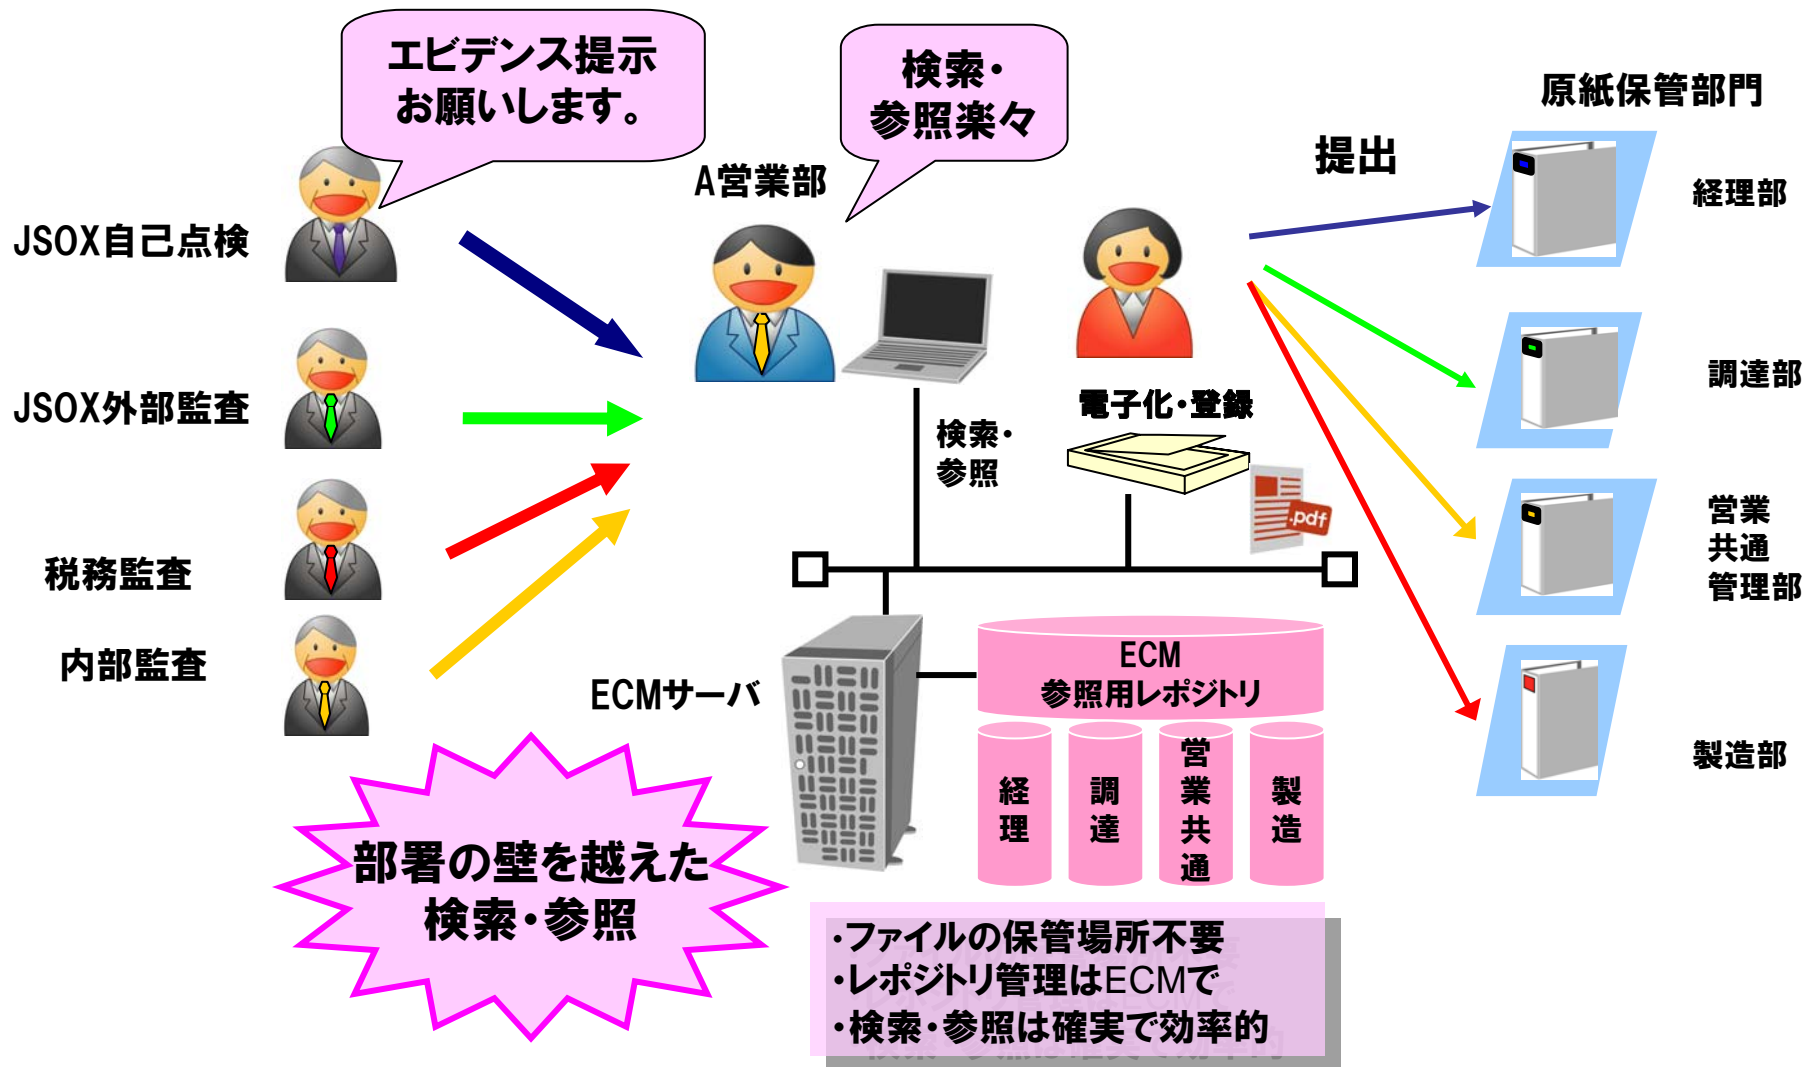 エビデンス提示
お願いします。
検索・
参照楽々
原紙保管部門
提出
A営業部
経理部
JSOX自己点検
調達部
JSOX外部監査
電子化・登録
検索・
参照
営業
共通
管理部
.pdf
税務監査
内部監査
ECMサーバ
ECM
参照用レポジトリ
製造部
経理
調達
営業共通
製造
部署の壁を越えた
検索・参照
・ファイルの保管場所不要
・レポジトリ管理はECMで
・検索・参照は確実で効率的